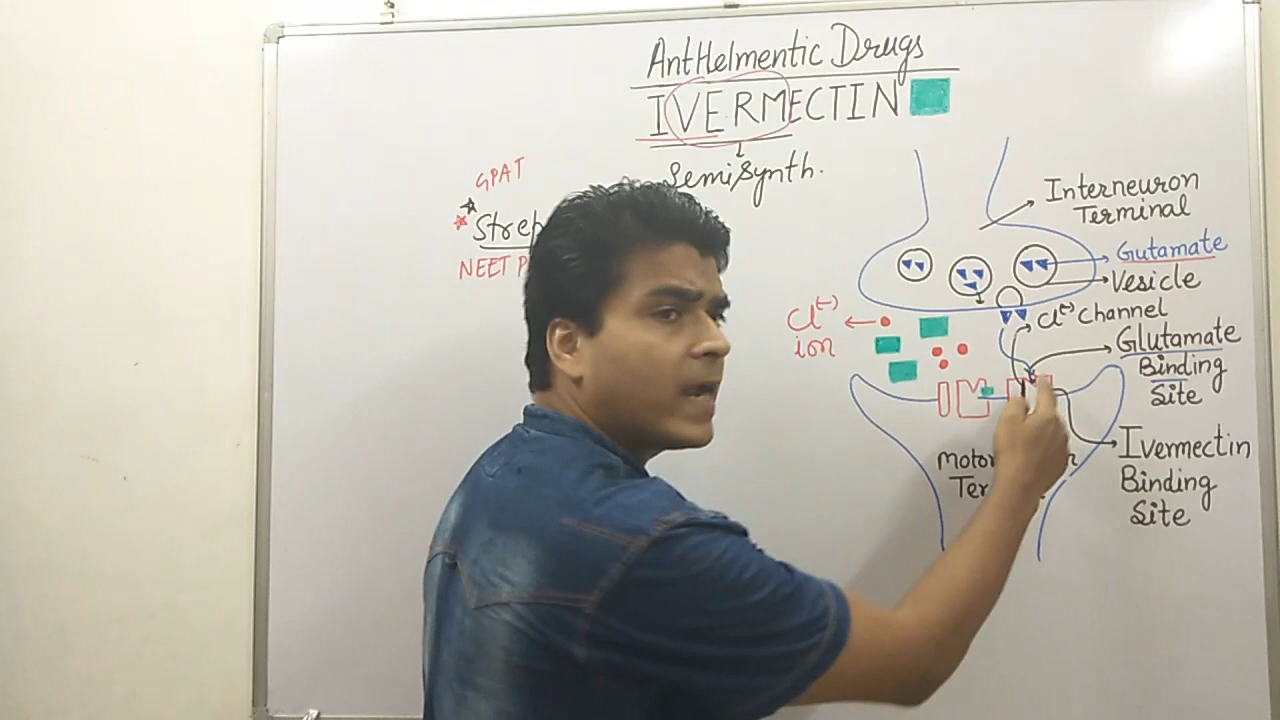 AntHelmentic Drugs
IVERMECTIN
Semisynth.
GPAT
Strep
NEET P
Interneuron
Terminal
Gutamate
Vesicle
Cl(-) Channel
Glutamate
Binding
Site
Cl(-)
ion
Ivermectin
Binding
Site
Motor
Ter